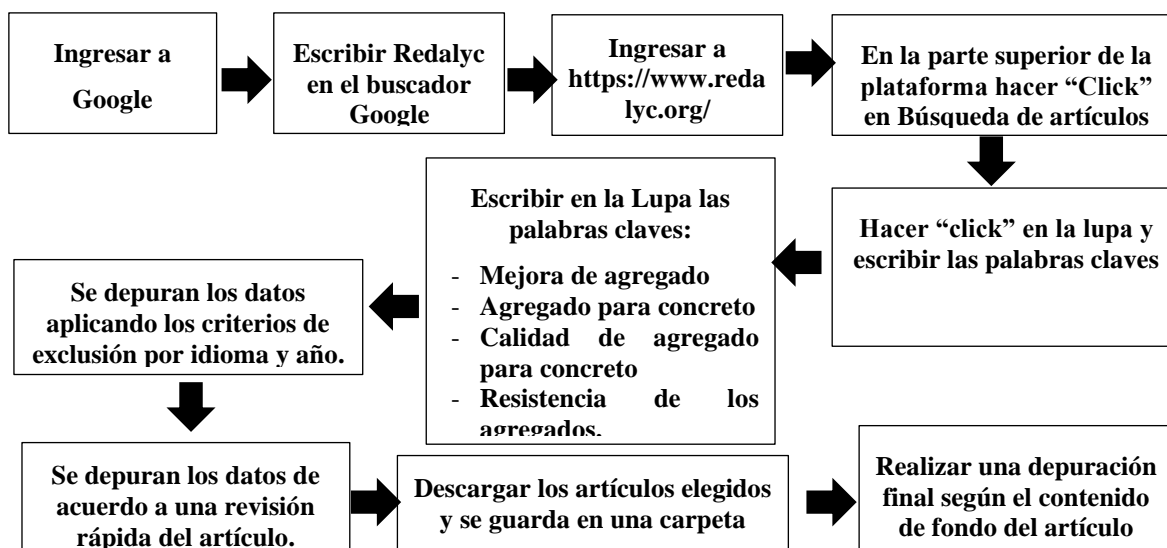 Ingresar a
Google
Escribir Redalyc
en el buscador
Google
Ingresar a
https://www.reda
lyc.org/
En la parte superior de la
plataforma hacer “Click”
en Búsqueda de artículos
Hacer “click” en la lupa y
escribir las palabras claves
Escribir en la Lupa las
palabras claves:
- Mejora de agregado
- Agregado para concreto
- Calidad de agregado
para concreto
- Resistencia de los
agregados.
Se depuran los datos
aplicando los criterios de
exclusión por idioma y año.
Se depuran los datos de
acuerdo a una revisión
rápida del artículo.
Descargar los artículos elegidos
y se guarda en una carpeta
Realizar una depuración
final según el contenido
de fondo del artículo